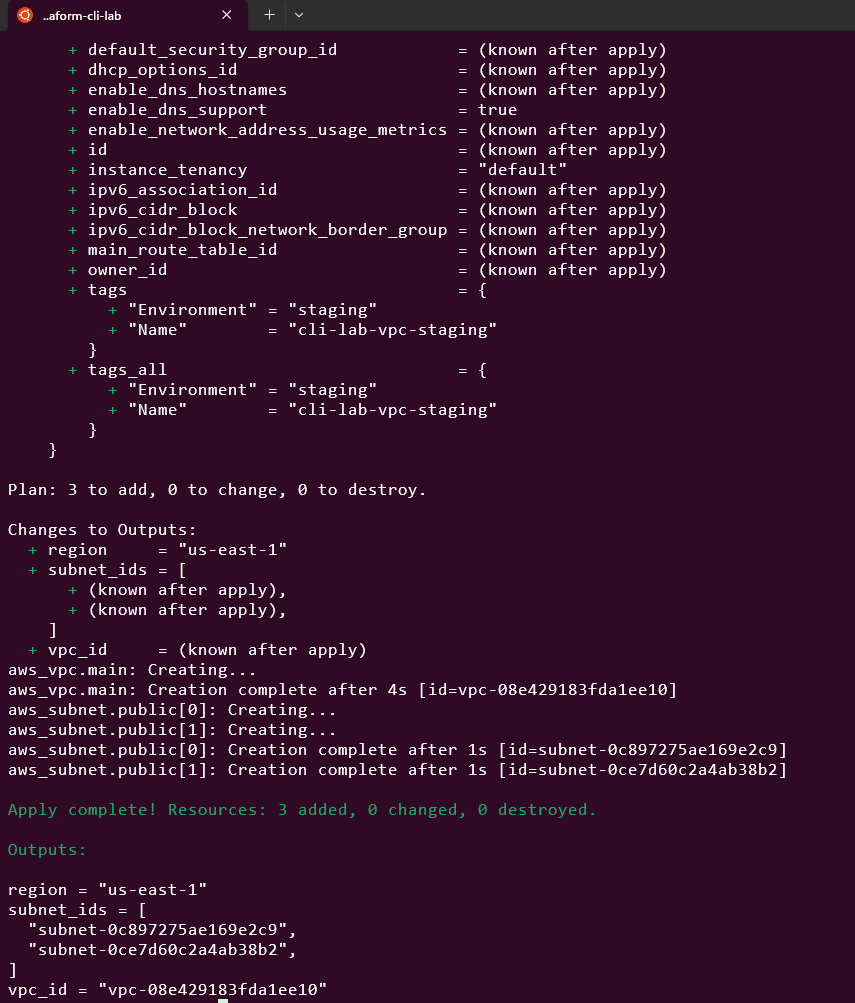 ..aform-cli-lab
      + default_security_group_id            = (known after apply)
      + dhcp_options_id                      = (known after apply)
      + enable_dns_hostnames                 = (known after apply)
      + enable_dns_support                   = true
      + enable_network_address_usage_metrics = (known after apply)
      + id                                   = (known after apply)
      + instance_tenancy                     = "default"
      + ipv6_association_id                  = (known after apply)
      + ipv6_cidr_block                      = (known after apply)
      + ipv6_cidr_block_network_border_group = (known after apply)
      + main_route_table_id                  = (known after apply)
      + owner_id                             = (known after apply)
      + tags                                 = {
          + "Environment" = "staging"
          + "Name"        = "cli-lab-vpc-staging"
        }
      + tags_all                             = {
          + "Environment" = "staging"
          + "Name"        = "cli-lab-vpc-staging"
        }
    }

Plan: 3 to add, 0 to change, 0 to destroy.

Changes to Outputs:
  + region     = "us-east-1"
  + subnet_ids = [
      + (known after apply),
      + (known after apply),
    ]
  + vpc_id     = (known after apply)
aws_vpc.main: Creating...
aws_vpc.main: Creation complete after 4s [id=vpc-08e429183fda1ee10]
aws_subnet.public[0]: Creating...
aws_subnet.public[1]: Creating...
aws_subnet.public[0]: Creation complete after 1s [id=subnet-0c897275ae169e2c9]
aws_subnet.public[1]: Creation complete after 1s [id=subnet-0ce7d60c2a4ab38b2]

Apply complete! Resources: 3 added, 0 changed, 0 destroyed.

Outputs:

region = "us-east-1"
subnet_ids = [
  "subnet-0c897275ae169e2c9",
  "subnet-0ce7d60c2a4ab38b2",
]
vpc_id = "vpc-08e429183fda1ee10"